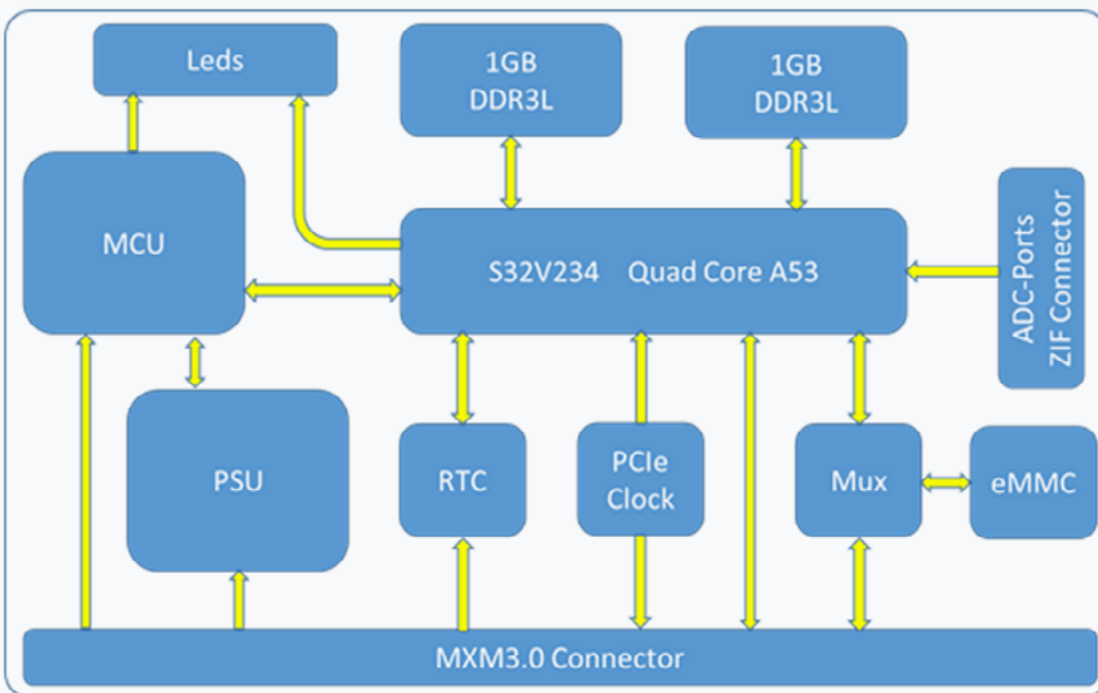 Leds
1GB
DDR3L
1GB
DDR3L
MCU
S32V234 Quad Core A53
ADC-Ports
ZIF Connector
PSU
RTC
PCIe
Clock
Mux
eMMC
MXM3.0 Connector